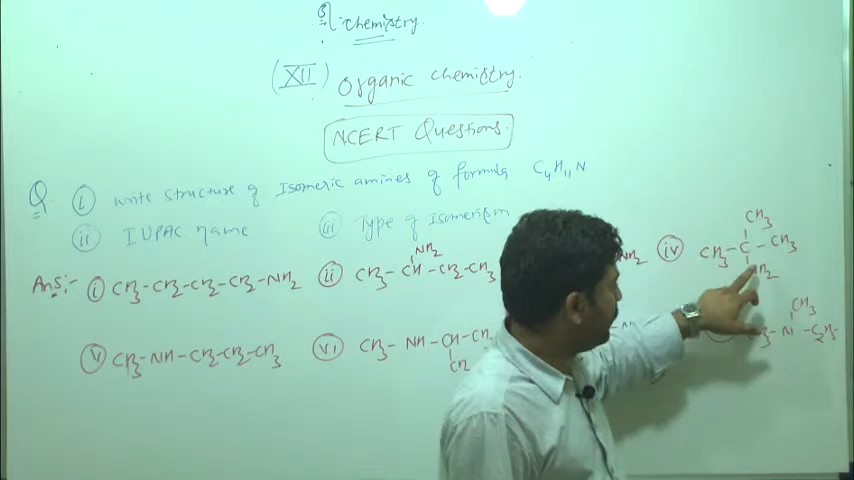 Chemistry.
(XII) Organic chemistry.
NCERT Questions.
Q. (i) write structure of Isomeric amines of formula C4H11N
(ii) IUPAC name (iii) Type of Isomerism
Ans:- (i) CH3-CH2-CH2-CH2-NH2 (ii) CH3-CH(NH2)-CH2-CH3 NH2 (iv) CH3-C(CH3)(NH2)-CH3
(v) CH3-NH-CH2-CH2-CH3 (vi) CH3-NH-CH-CH CH3 N-C2H5